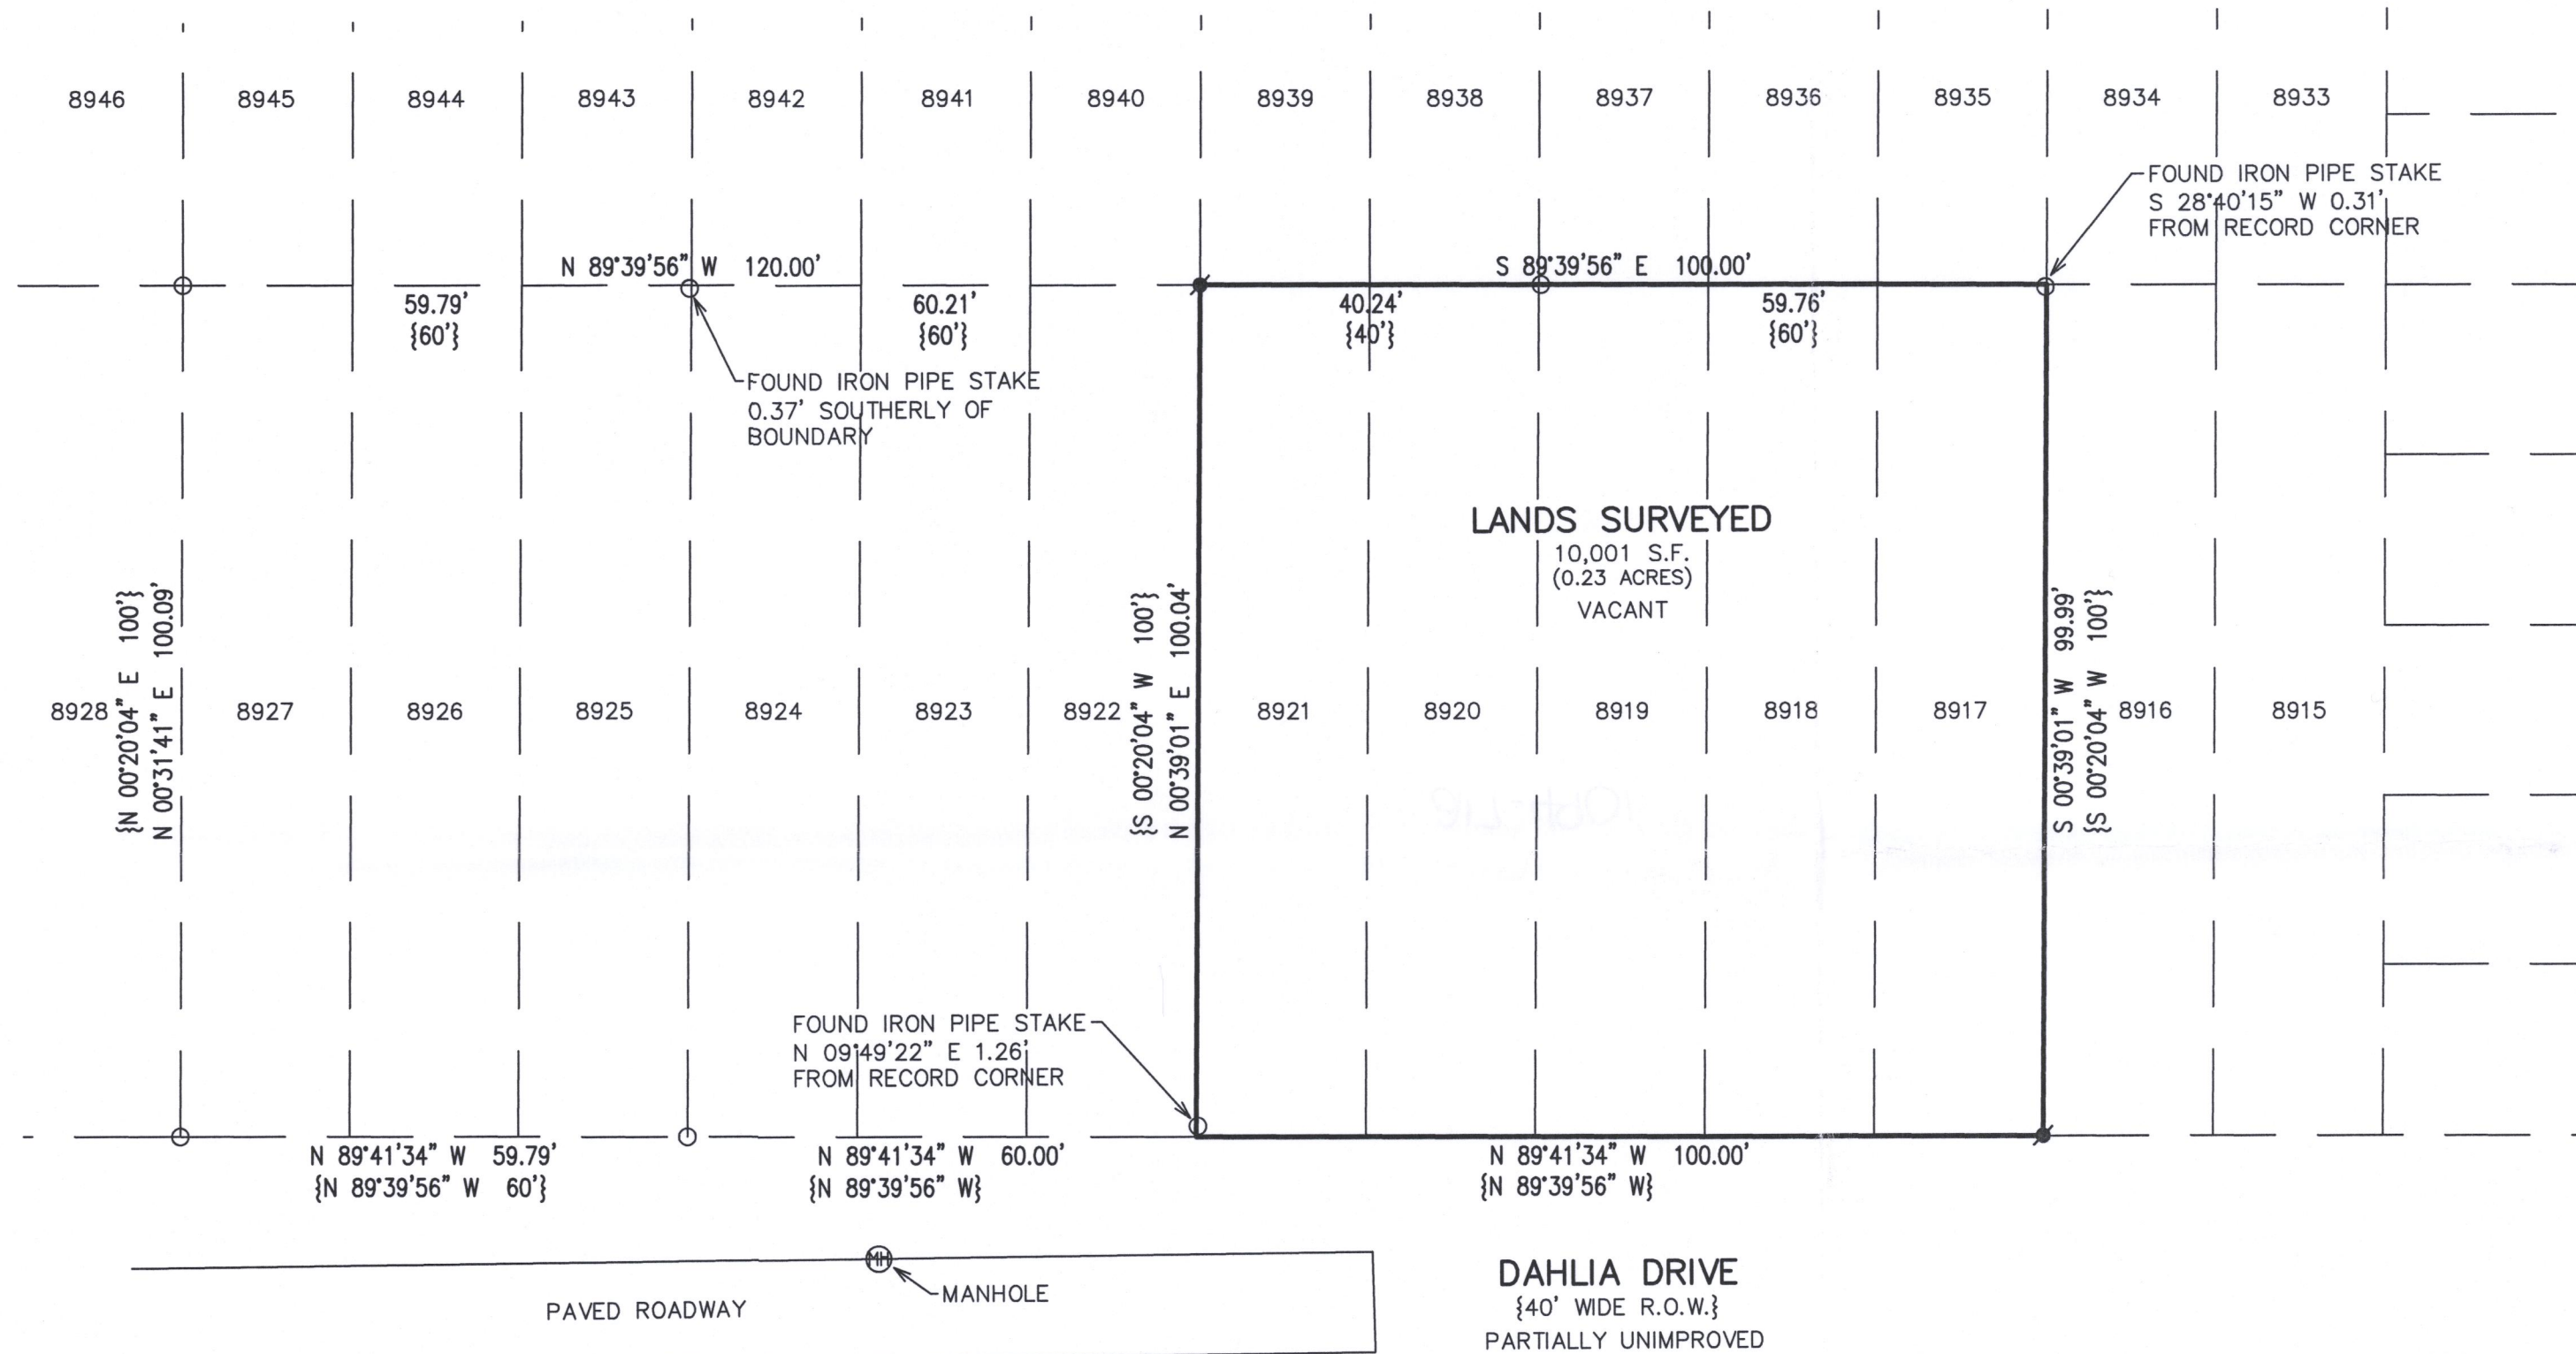 8946 8945 8944 8943 8942 8941 8940 8939 8938 8937 8936 8935 8934 8933
FOUND IRON PIPE STAKE
S 28°40'15" W 0.31'
FROM RECORD CORNER
N 89°39'56" W 120.00'
S 89°39'56" E 100.00'
59.79'
{60'}
60.21'
{60'}
40.24'
{40'}
59.76'
{60'}
FOUND IRON PIPE STAKE
0.37' SOUTHERLY OF
BOUNDARY
LANDS SURVEYED
10,001 S.F.
(0.23 ACRES)
VACANT
{N 00°20'04" E 100'}
N 00°31'41" E 100.09'
{S 00°20'04" W 100'}
N 00°39'01" E 100.04'
S 00°39'01" W 99.99'
{S 00°20'04" W 100'}
8928 8927 8926 8925 8924 8923 8922 8921 8920 8919 8918 8917 8916 8915
FOUND IRON PIPE STAKE
N 09°49'22" E 1.26'
FROM RECORD CORNER
N 89°41'34" W 59.79'
{N 89°39'56" W 60'}
N 89°41'34" W 60.00'
{N 89°39'56" W}
N 89°41'34" W 100.00'
{N 89°39'56" W}
MH
MANHOLE
PAVED ROADWAY
DAHLIA DRIVE
{40' WIDE R.O.W.}
PARTIALLY UNIMPROVED